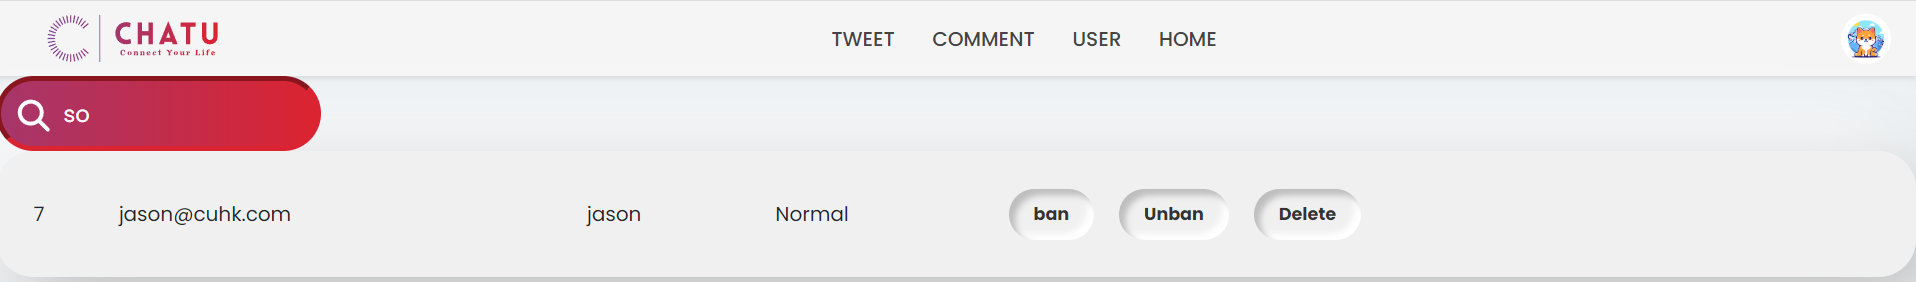 CHATU
Connect Your Life
TWEET COMMENT USER HOME
so
7 jason@cuhk.com jason Normal ban Unban Delete